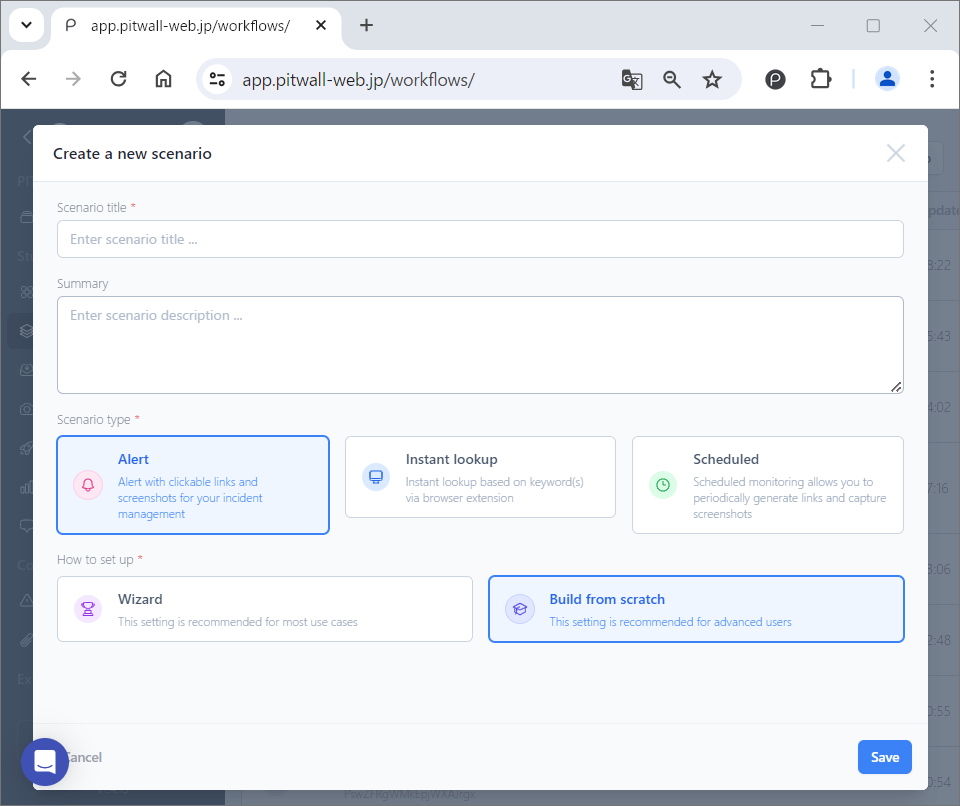 app.pitwall-web.jp/workflows/
app.pitwall-web.jp/workflows/
Create a new scenario
Scenario title *
Enter scenario title ...
Summary
Enter scenario description ...
Scenario type *
Alert
Alert with clickable links and
screenshots for your incident
management
Instant lookup
Instant lookup based on keyword(s)
via browser extension
Scheduled
Scheduled monitoring allows you to
periodically generate links and capture
screenshots
How to set up *
Wizard
This setting is recommended for most use cases
Build from scratch
This setting is recommended for advanced users
Cancel
Save